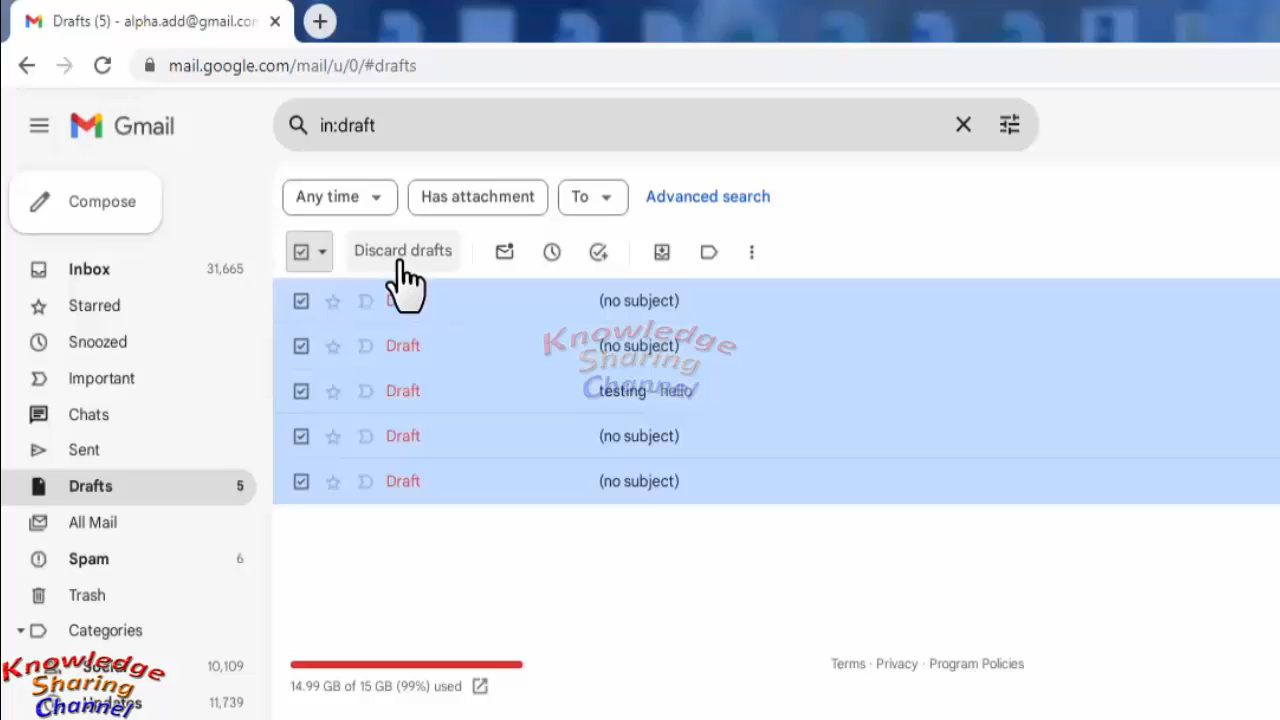 Drafts (5) - alpha.add@gmail.co
mail.google.com/mail/u/0/#drafts
Gmail
in:draft
Compose
Any time
Has attachment
To
Advanced search
Discard drafts
Inbox 31,665
Starred
Snoozed
Important
Chats
Sent
Drafts 5
All Mail
Spam 6
Trash
Categories
10,109
11,739
(no subject)
Draft (no subject)
Draft testing - hello
Draft (no subject)
Draft (no subject)
Knowledge
Sharing
Channel
14.99 GB of 15 GB (99%) used
Terms · Privacy · Program Policies
Knowledge
Sharing
Channel